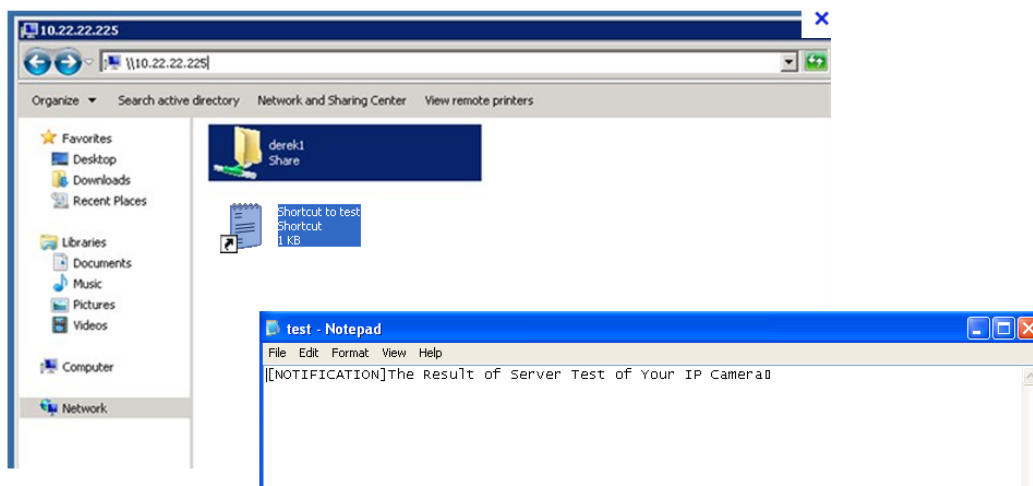 10.22.22.225
\\10.22.22.225
Organize Search active directory Network and Sharing Center View remote printers
Favorites
Desktop
Downloads
Recent Places
Libraries
Documents
Music
Pictures
Videos
Computer
Network
derek1
Share
Shortcut to test
Shortcut
1 KB
test - Notepad
File Edit Format View Help
[NOTIFICATION]The Result of Server Test of Your IP Camera▯